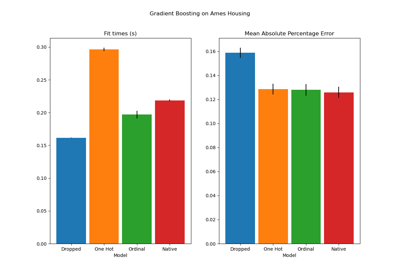 Gradient Boosting on Ames Housing
Fit times (s)
0.30
0.25
0.20
0.15
0.10
0.05
0.00
Dropped One Hot Ordinal Native
Model
Mean Absolute Percentage Error
0.16
0.14
0.12
0.10
0.08
0.06
0.04
0.02
0.00
Dropped One Hot Ordinal Native
Model